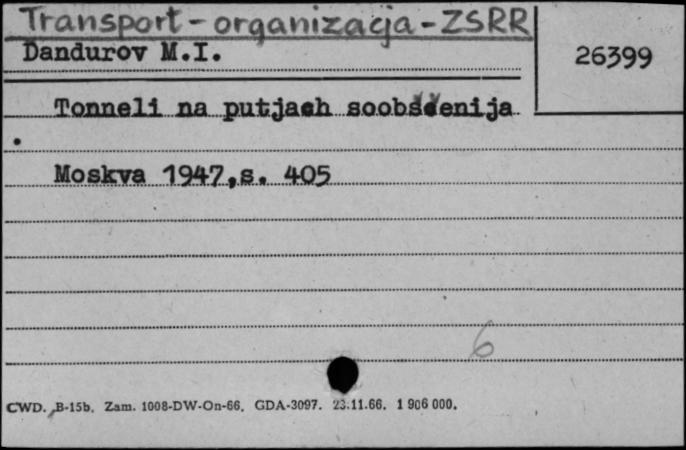 Transport - organizacja - ZSRR
Dandurov M.I.
26399
Tonneli na putjach soobščenija
Moskva 1947,s. 405
6
CWD. B-15b. Zam. 1008-DW-On-66. GDA-3097. 23.11.66. 1 906 000.